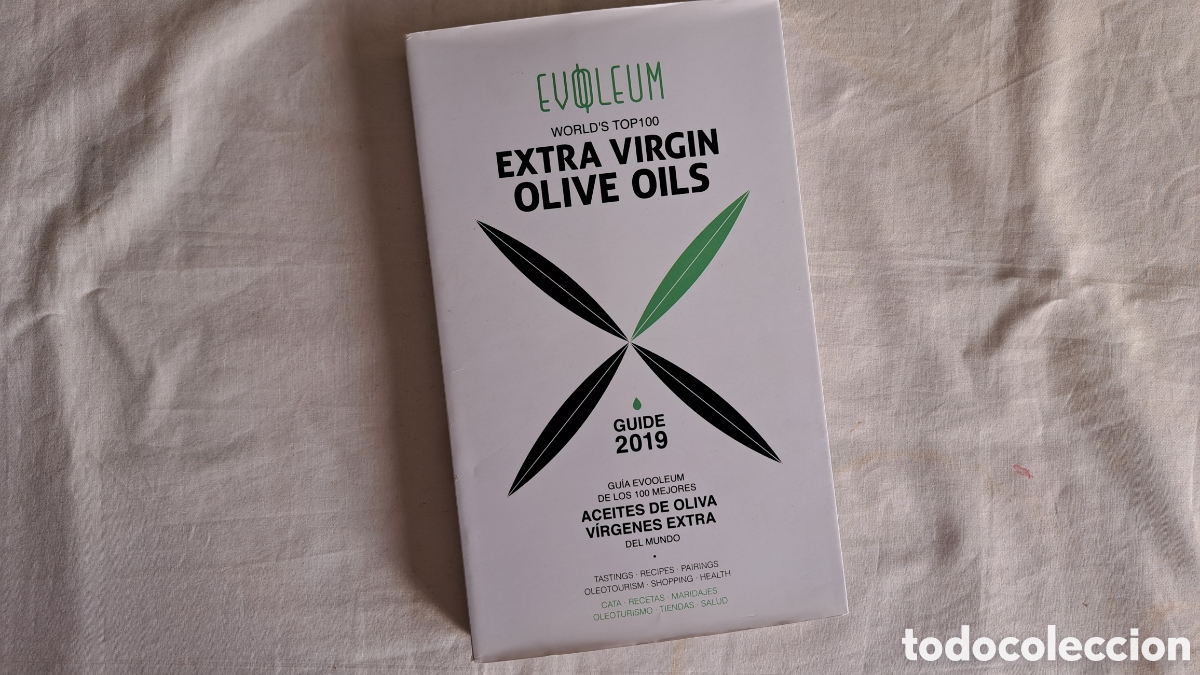 EVOOLEUM
WORLD'S TOP100
EXTRA VIRGIN
OLIVE OILS
GUIDE
2019
GUÍA EVOOLEUM
DE LOS 100 MEJORES
ACEITES DE OLIVA
VÍRGENES EXTRA
DEL MUNDO
•
TASTINGS · RECIPES · PAIRINGS
OLEOTOURISM · SHOPPING · HEALTH
CATA · RECETAS · MARIDAJES
OLEOTURISMO · TIENDAS · SALUD
todocoleccion